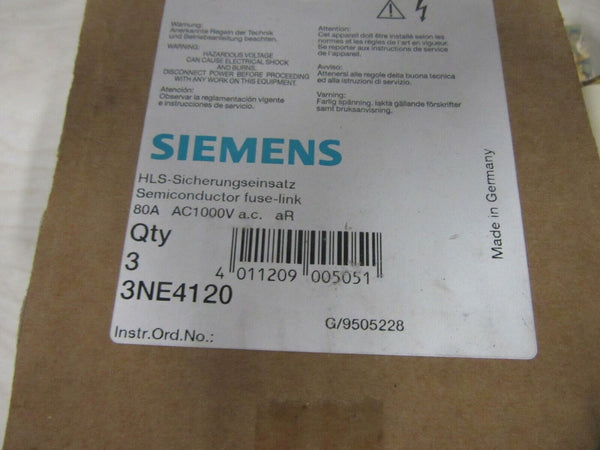 Warnung:
Anerkannte Regeln der Technik
und Betriebsanleitung beachten.
WARNING:
HAZARDOUS VOLTAGE
CAN CAUSE ELECTRICAL SHOCK
AND BURNS.
DISCONNECT POWER BEFORE PROCEEDING
WITH ANY WORK ON THIS EQUIPMENT.
Atención:
Observar la reglamentación vigente
e instrucciones de servicio.
Attention:
Cet appareil doit être installé selon les
normes et les règles de l'art en vigueur.
Se reporter aux instructions de service
de l'appareil.
Avviso:
Attenersi alle regole della buona tecnica
ed alla istruzioni di servizio.
Varning:
Farlig spänning, iakta gällande förskrifter
samt bruksanvisning.
SIEMENS
HLS-Sicherungseinsatz
Semiconductor fuse-link
80A AC1000V a.c. aR
Qty
3
3NE4120
4 011209 005051
Instr.Ord.No.:
G/9505228
Made in Germany